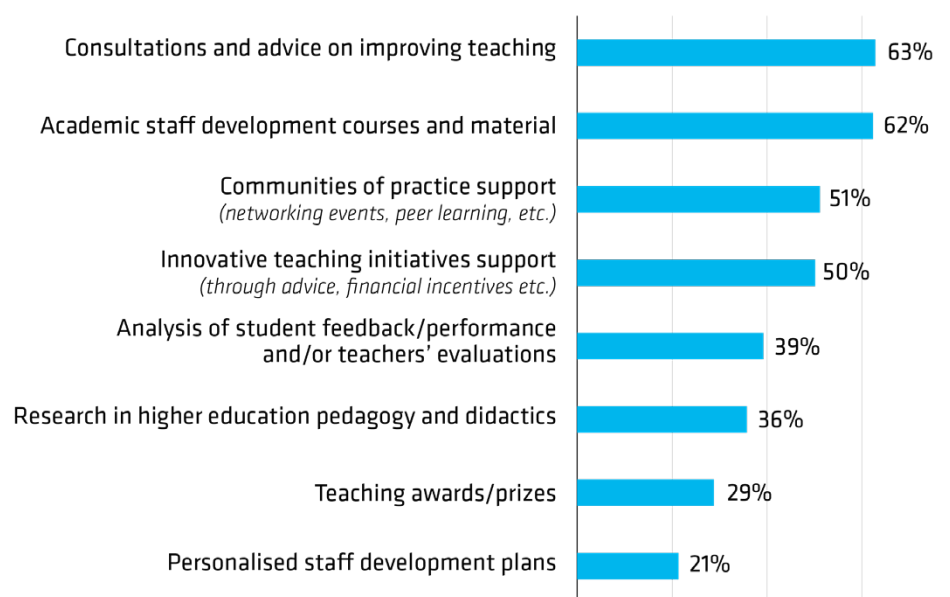 Consultations and advice on improving teaching 63%
Academic staff development courses and material 62%
Communities of practice support
(networking events, peer learning, etc.) 51%
Innovative teaching initiatives support
(through advice, financial incentives etc.) 50%
Analysis of student feedback/performance
and/or teachers’ evaluations 39%
Research in higher education pedagogy and didactics 36%
Teaching awards/prizes 29%
Personalised staff development plans 21%